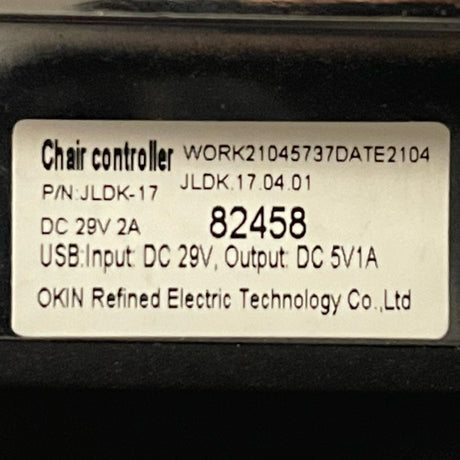 Chair controller WORK21045737DATE2104
P/N:JLDK-17 JLDK.17.04.01
DC 29V 2A 82458
USB:Input: DC 29V, Output: DC 5V1A
OKIN Refined Electric Technology Co.,Ltd